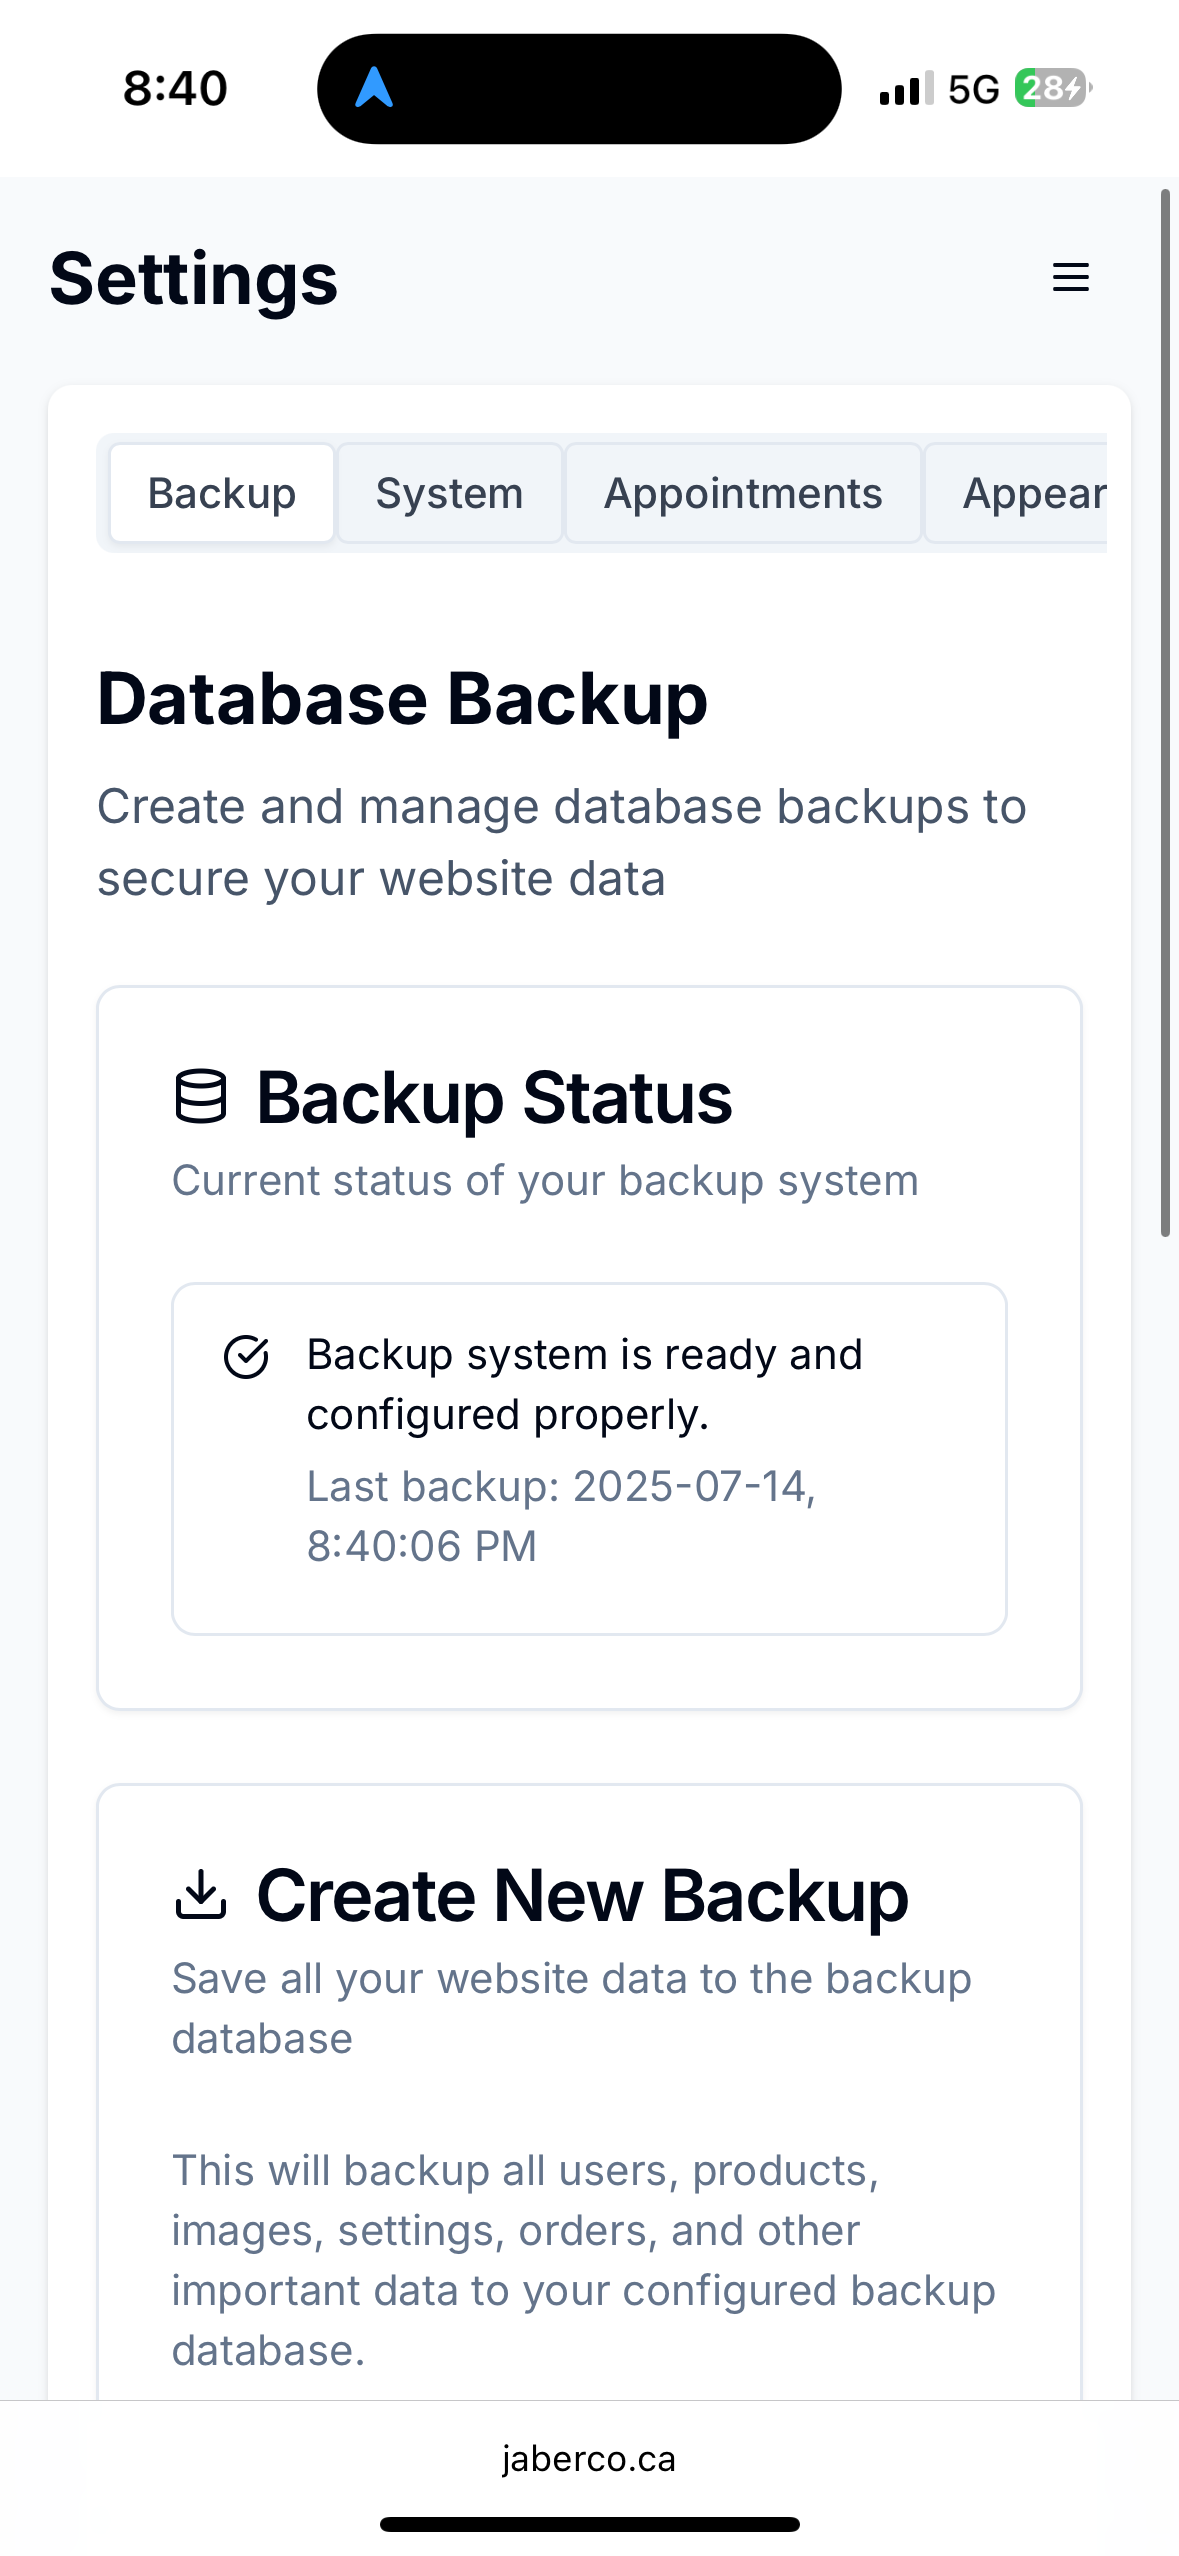 8:40
5G
28
Settings
Backup
System
Appointments
Appear
Database Backup
Create and manage database backups to
secure your website data
Backup Status
Current status of your backup system
Backup system is ready and
configured properly.
Last backup: 2025-07-14,
8:40:06 PM
Create New Backup
Save all your website data to the backup
database
This will backup all users, products,
images, settings, orders, and other
important data to your configured backup
database.
jaberco.ca